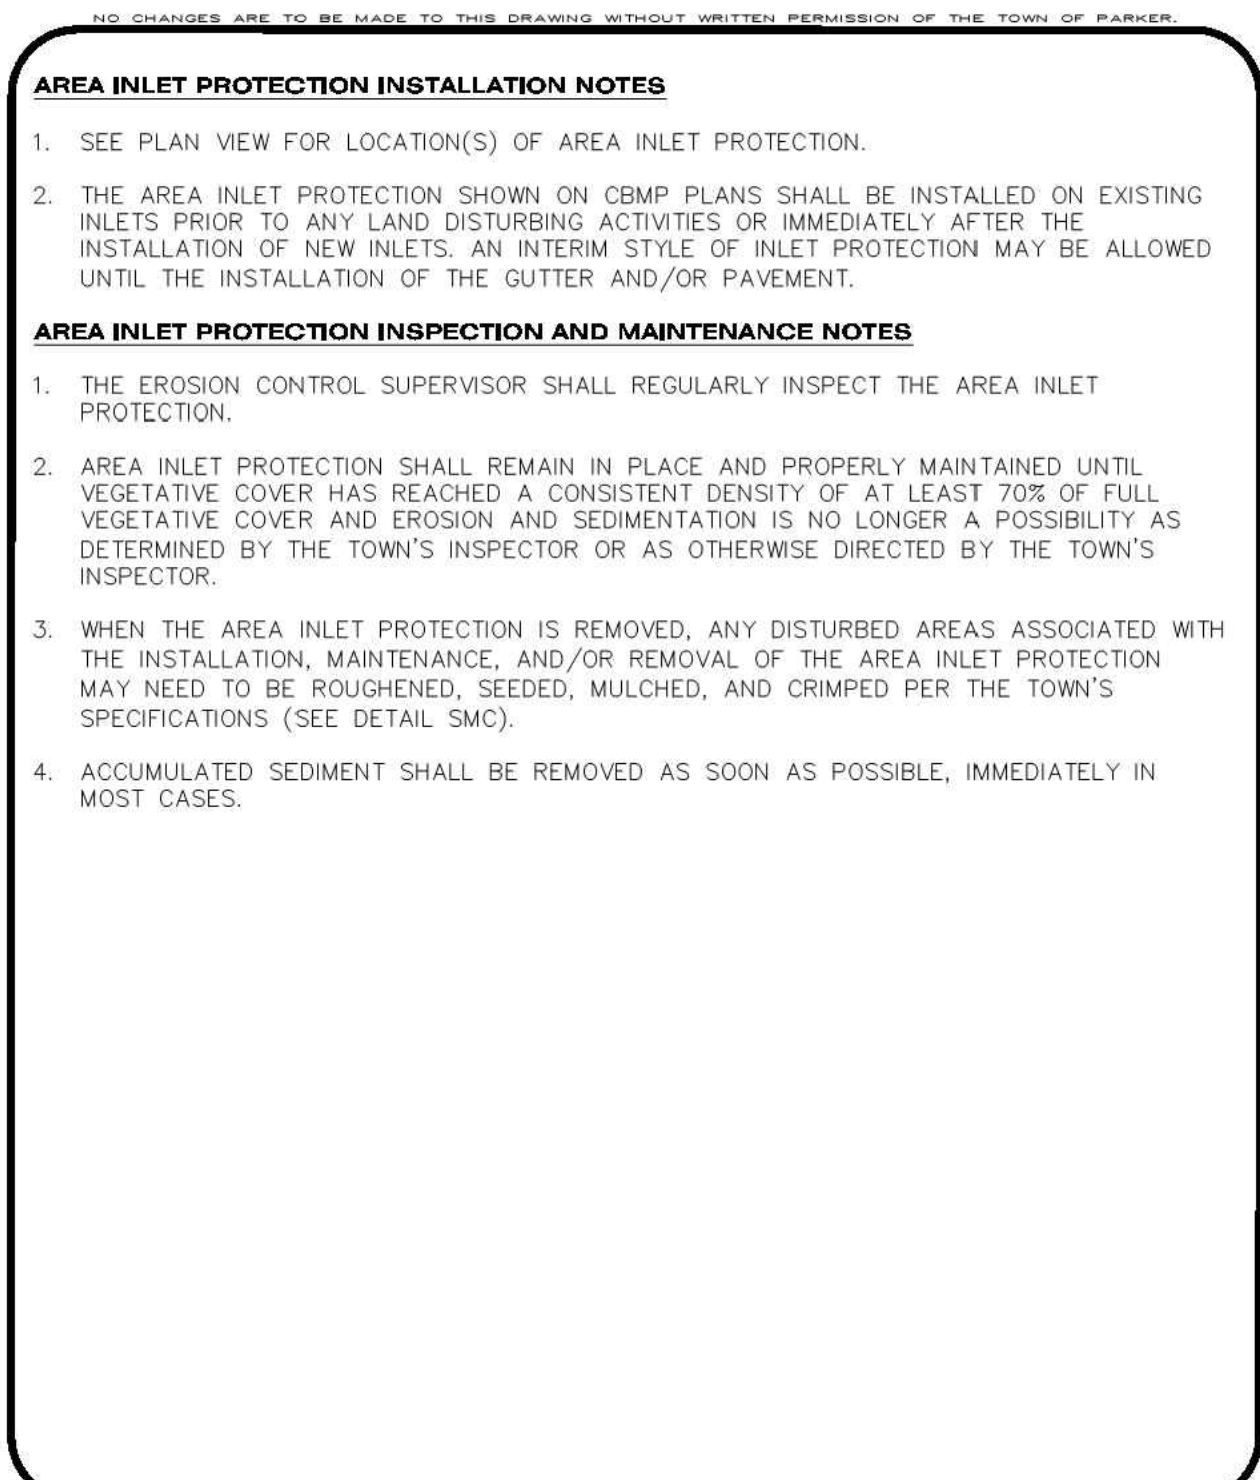 NO CHANGES ARE TO BE MADE TO THIS DRAWING WITHOUT WRITTEN PERMISSION OF THE TOWN OF PARKER.
AREA INLET PROTECTION INSTALLATION NOTES
1. SEE PLAN VIEW FOR LOCATION(S) OF AREA INLET PROTECTION.
2. THE AREA INLET PROTECTION SHOWN ON CBMP PLANS SHALL BE INSTALLED ON EXISTING
INLETS PRIOR TO ANY LAND DISTURBING ACTIVITIES OR IMMEDIATELY AFTER THE
INSTALLATION OF NEW INLETS. AN INTERIM STYLE OF INLET PROTECTION MAY BE ALLOWED
UNTIL THE INSTALLATION OF THE GUTTER AND/OR PAVEMENT.
AREA INLET PROTECTION INSPECTION AND MAINTENANCE NOTES
1. THE EROSION CONTROL SUPERVISOR SHALL REGULARLY INSPECT THE AREA INLET
PROTECTION.
2. AREA INLET PROTECTION SHALL REMAIN IN PLACE AND PROPERLY MAINTAINED UNTIL
VEGETATIVE COVER HAS REACHED A CONSISTENT DENSITY OF AT LEAST 70% OF FULL
VEGETATIVE COVER AND EROSION AND SEDIMENTATION IS NO LONGER A POSSIBILITY AS
DETERMINED BY THE TOWN'S INSPECTOR OR AS OTHERWISE DIRECTED BY THE TOWN'S
INSPECTOR.
3. WHEN THE AREA INLET PROTECTION IS REMOVED, ANY DISTURBED AREAS ASSOCIATED WITH
THE INSTALLATION, MAINTENANCE, AND/OR REMOVAL OF THE AREA INLET PROTECTION
MAY NEED TO BE ROUGHENED, SEEDED, MULCHED, AND CRIMPED PER THE TOWN'S
SPECIFICATIONS (SEE DETAIL SMC).
4. ACCUMULATED SEDIMENT SHALL BE REMOVED AS SOON AS POSSIBLE, IMMEDIATELY IN
MOST CASES.